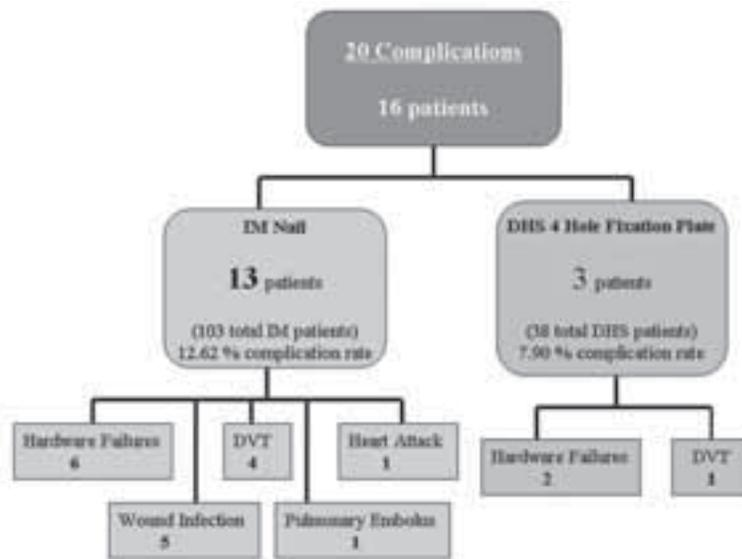 20 Complications
16 patients
IM Nail
13 patients
(103 total IM patients)
12.62 % complication rate
DHS 4 Hole Fixation Plate
3 patients
(38 total DHS patients)
7.90 % complication rate
Hardware Failures
6
DVT
4
Heart Attack
1
Wound Infection
5
Pulmonary Embolus
1
Hardware Failures
2
DVT
1